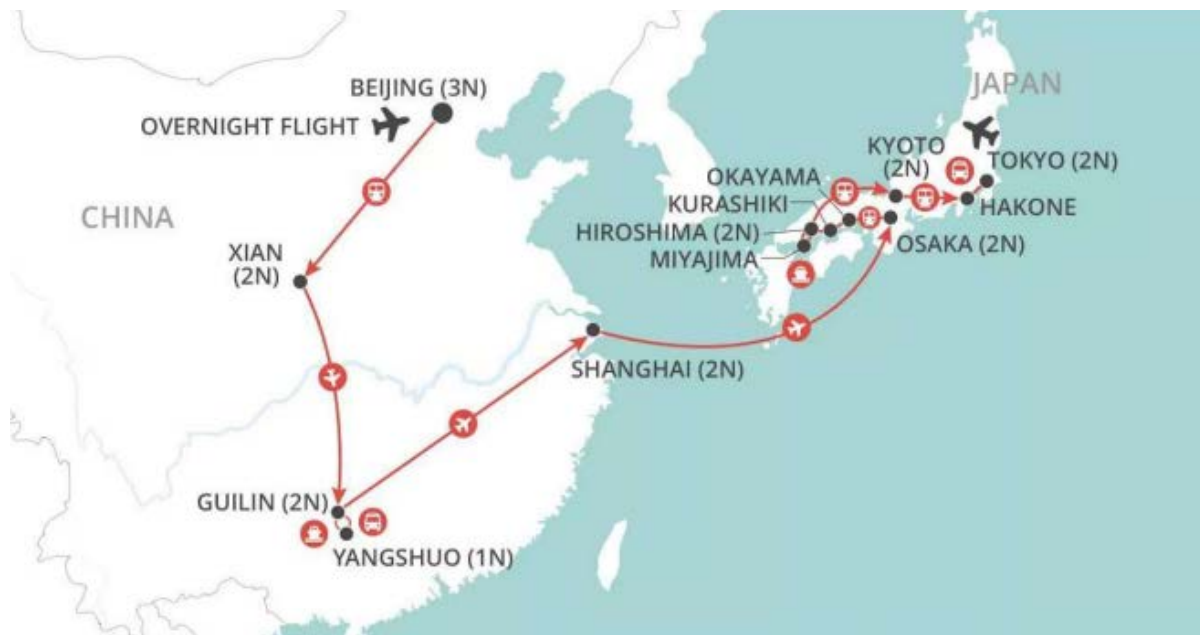 BEIJING (3N)
OVERNIGHT FLIGHT
CHINA
XIAN
(2N)
GUILIN (2N)
YANGSHUO (1N)
SHANGHAI (2N)
JAPAN
KYOTO
(2N)
TOKYO (2N)
OKAYAMA
KURASHIKI
HAKONE
HIROSHIMA (2N)
OSAKA (2N)
MIYAJIMA